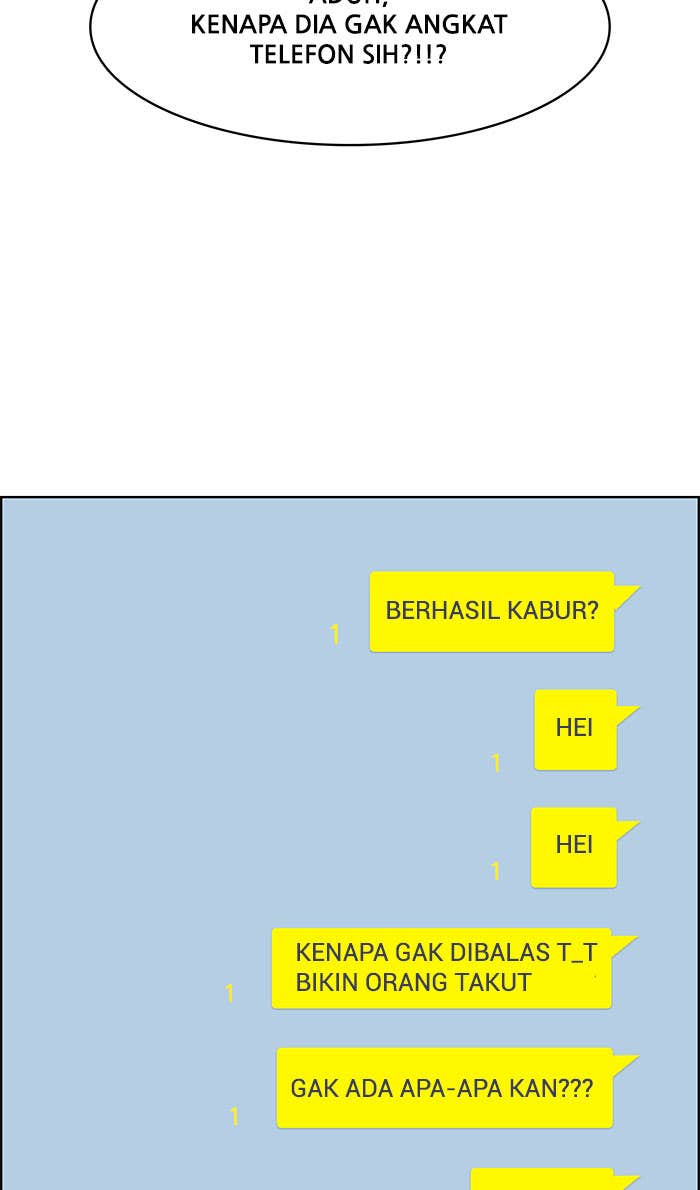 ADUH,
KENAPA DIA GAK ANGKAT
TELEFON SIH?!!?
BERHASIL KABUR?
1
HEI
1
HEI
1
KENAPA GAK DIBALAS T_T
BIKIN ORANG TAKUT
1
GAK ADA APA-APA KAN???
1